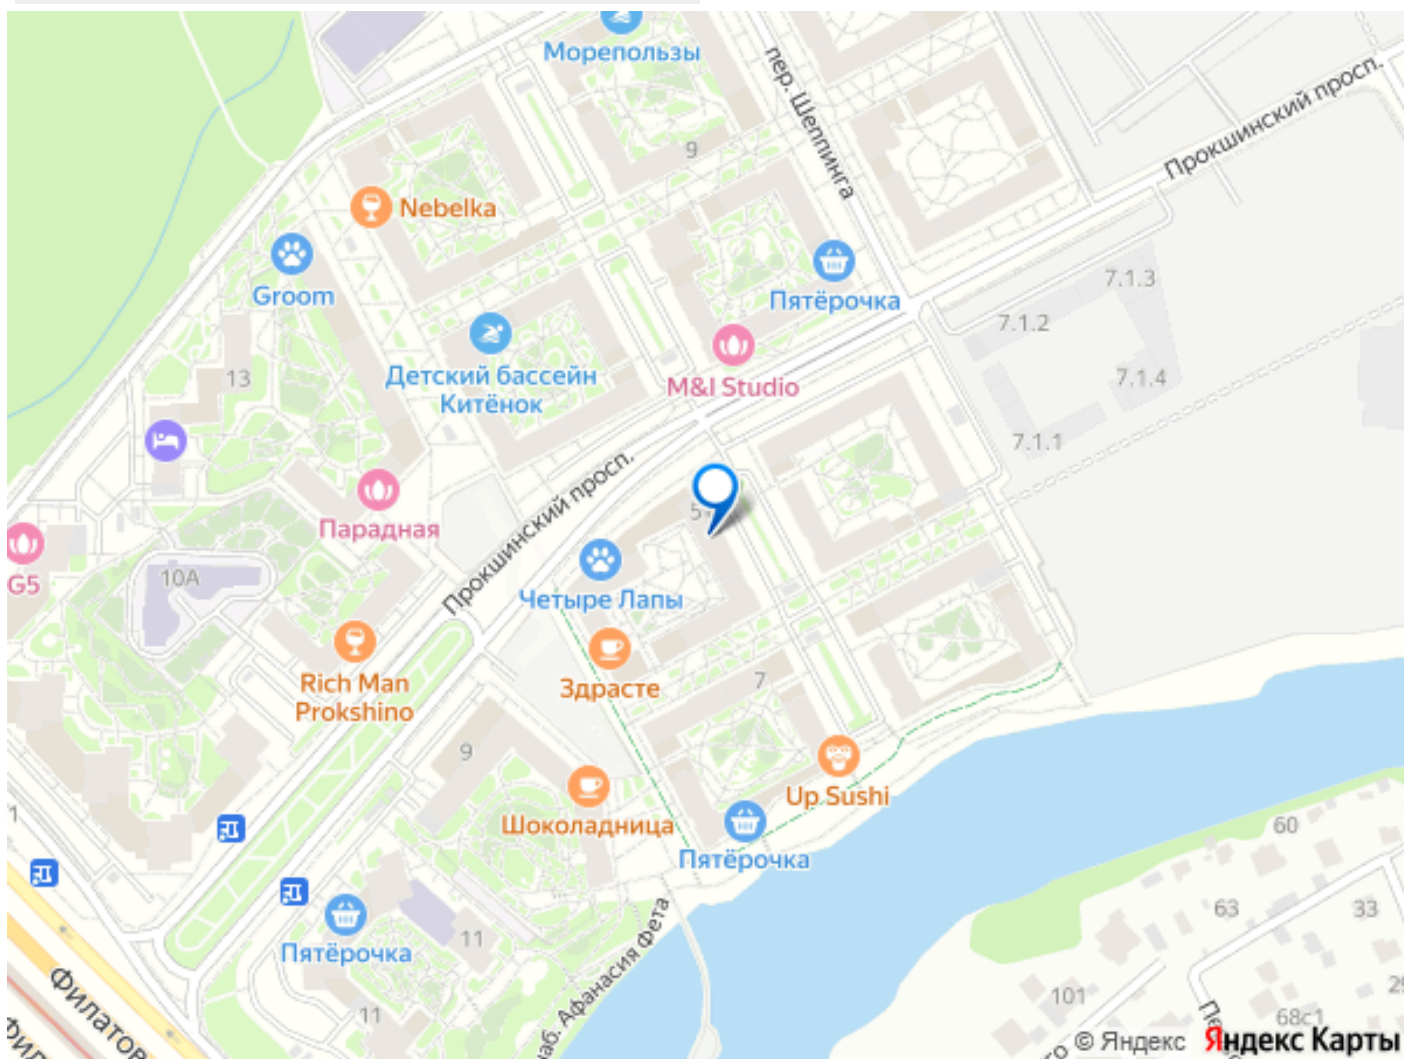 Морепользы
пер. Шеппинга
Прокшинский просп.
9
Nebelka
Groom
Пятёрочка
7.1.3
7.1.2
M&I Studio
Детский бассейн
Китёнок
13
7.1.4
7.1.1
Прокшинский просп.
Парадная
G5
10А
Четыре Лапы
Здрасте
Rich Man
Prokshino
7
9
Up Sushi
Шоколадница
Пятёрочка
60
63
33
Пятёрочка
11
наб. Афанасия Фета
11
101
68с1
© Яндекс
Яндекс Карты